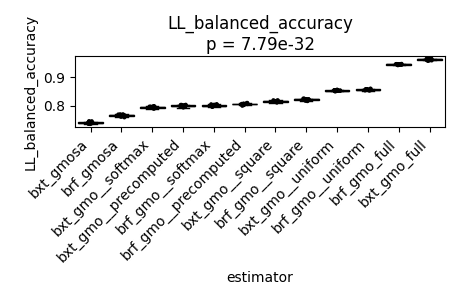 LL_balanced_accuracy
p = 7.79e-32
LL_balanced_accuracy
0.9
0.8
bxt_gmosa
brf_gmosa
bxt_gmo__softmax
bxt_gmo__precomputed
brf_gmo__softmax
brf_gmo__precomputed
bxt_gmo__square
brf_gmo__square
bxt_gmo__uniform
brf_gmo__uniform
brf_gmo_full
bxt_gmo_full
estimator